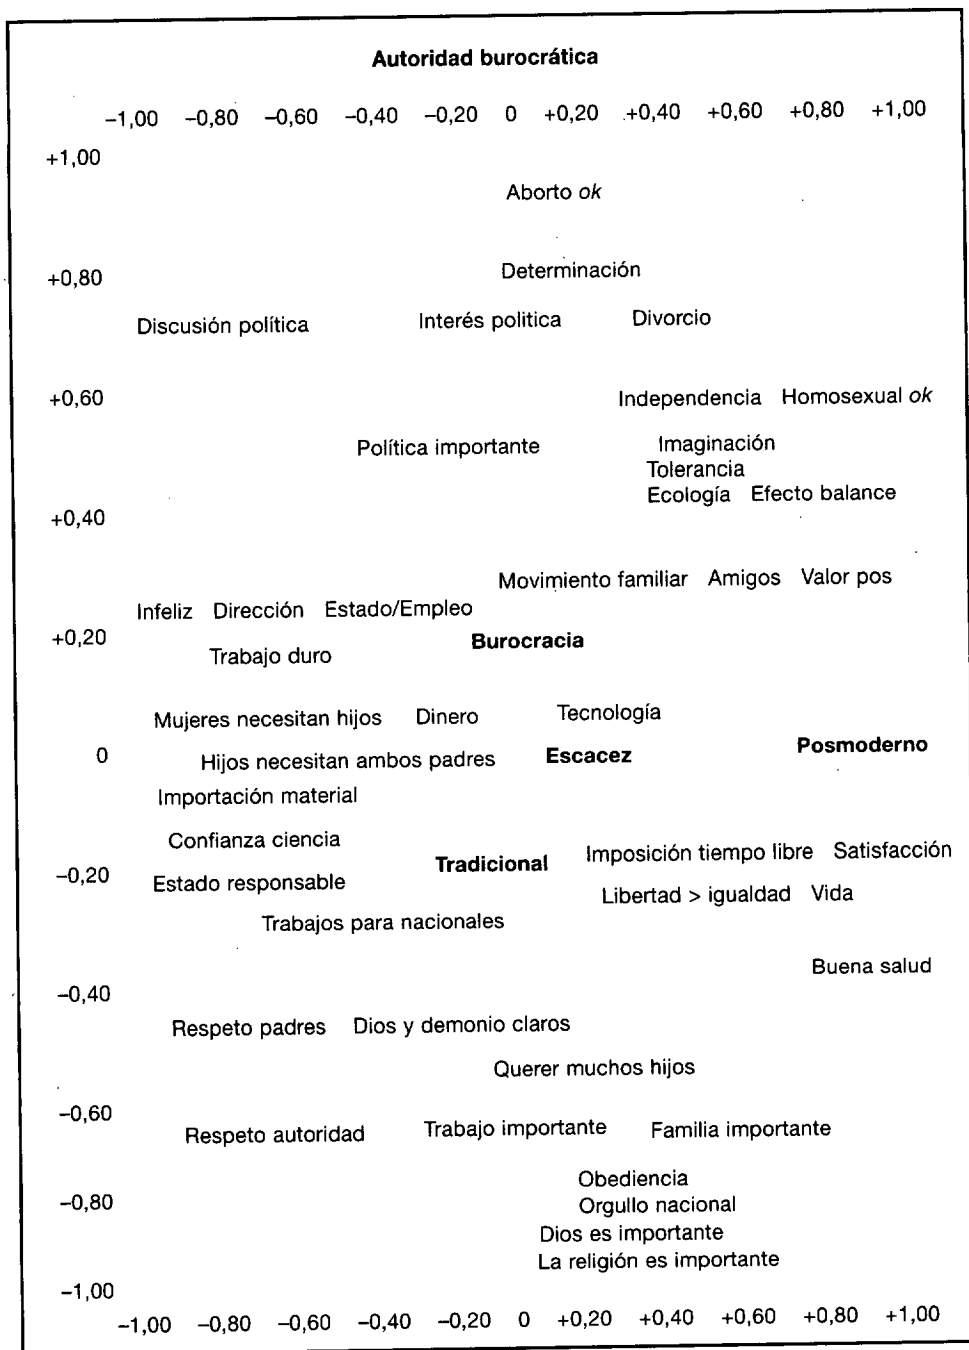 Autoridad burocrática
−1,00 −0,80 −0,60 −0,40 −0,20 0 +0,20 +0,40 +0,60 +0,80 +1,00
+1,00
Aborto ok
+0,80 Determinación
Discusión política Interés politica Divorcio
+0,60 Independencia Homosexual ok
Política importante Imaginación
Tolerancia
Ecología Efecto balance
+0,40
Movimiento familiar Amigos Valor pos
Infeliz Dirección Estado/Empleo
+0,20 Burocracia
Trabajo duro
Mujeres necesitan hijos Dinero Tecnología
0 Hijos necesitan ambos padres Escacez Posmoderno
Importación material
Confianza ciencia
Tradicional Imposición tiempo libre Satisfacción
−0,20 Estado responsable
Libertad > igualdad Vida
Trabajos para nacionales
Buena salud
−0,40
Respeto padres Dios y demonio claros
Querer muchos hijos
−0,60
Respeto autoridad Trabajo importante Familia importante
Obediencia
−0,80 Orgullo nacional
Dios es importante
La religión es importante
−1,00
−1,00 −0,80 −0,60 −0,40 −0,20 0 +0,20 +0,40 +0,60 +0,80 +1,00